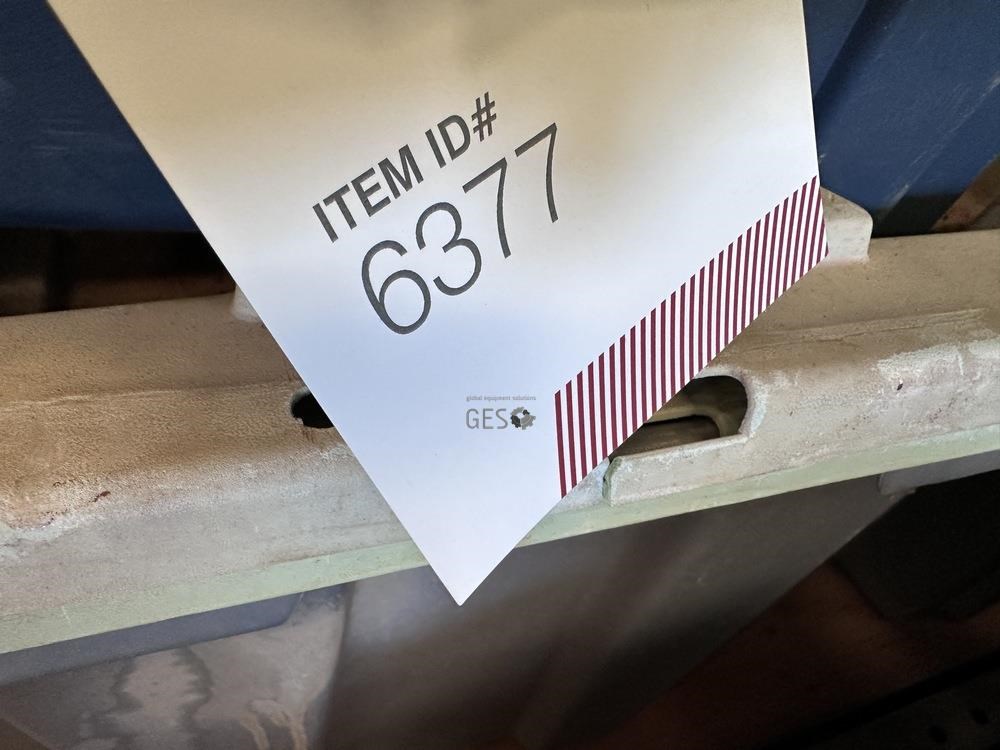 ITEM ID#
6377
global equipment solutions
GES